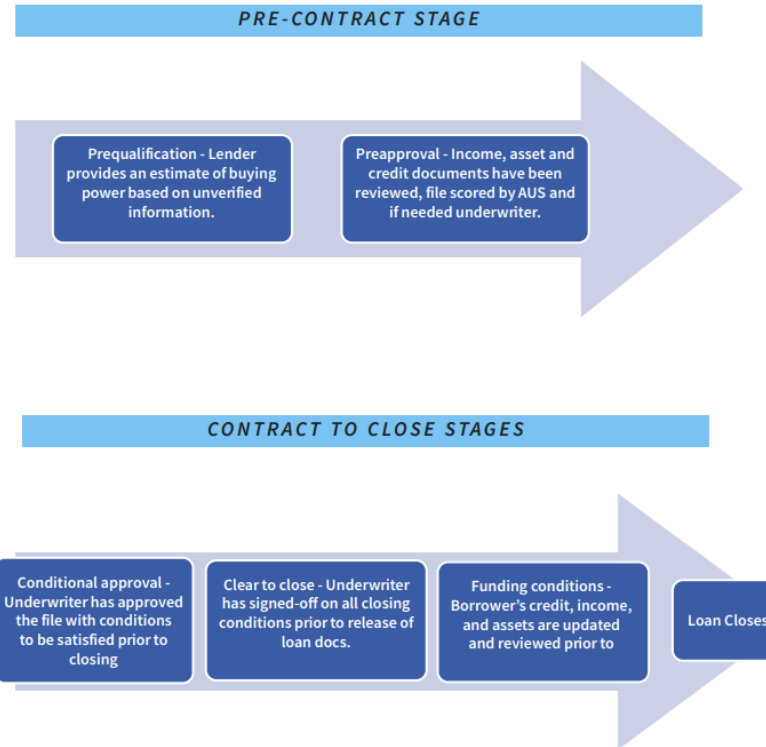 PRE-CONTRACT STAGE
Prequalification - Lender
provides an estimate of buying
power based on unverified
information.
Preapproval - Income, asset and
credit documents have been
reviewed, file scored by AUS and
if needed underwriter.
CONTRACT TO CLOSE STAGES
Conditional approval -
Underwriter has approved
the file with conditions
to be satisfied prior to
closing
Clear to close - Underwriter
has signed-off on all closing
conditions prior to release of
loan docs.
Funding conditions -
Borrower's credit, income,
and assets are updated
and reviewed prior to
Loan Closes